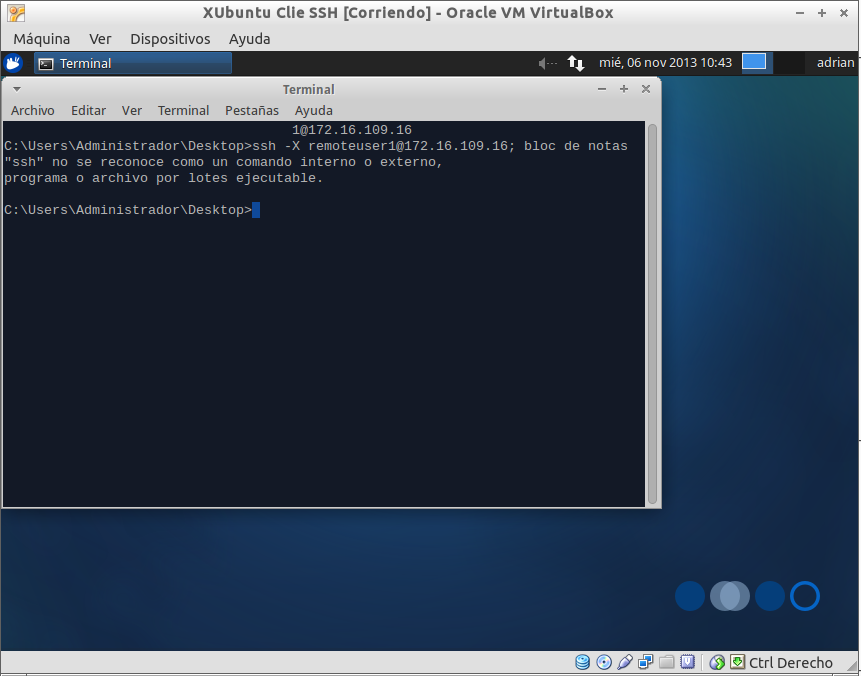 XUbuntu Clie SSH [Corriendo] - Oracle VM VirtualBox
Máquina Ver Dispositivos Ayuda
Terminal mié, 06 nov 2013 10:43 adrian
Terminal
Archivo Editar Ver Terminal Pestañas Ayuda
1@172.16.109.16
C:\Users\Administrador\Desktop>ssh -X remoteuser1@172.16.109.16; bloc de notas
"ssh" no se reconoce como un comando interno o externo,
programa o archivo por lotes ejecutable.
C:\Users\Administrador\Desktop>
Ctrl Derecho